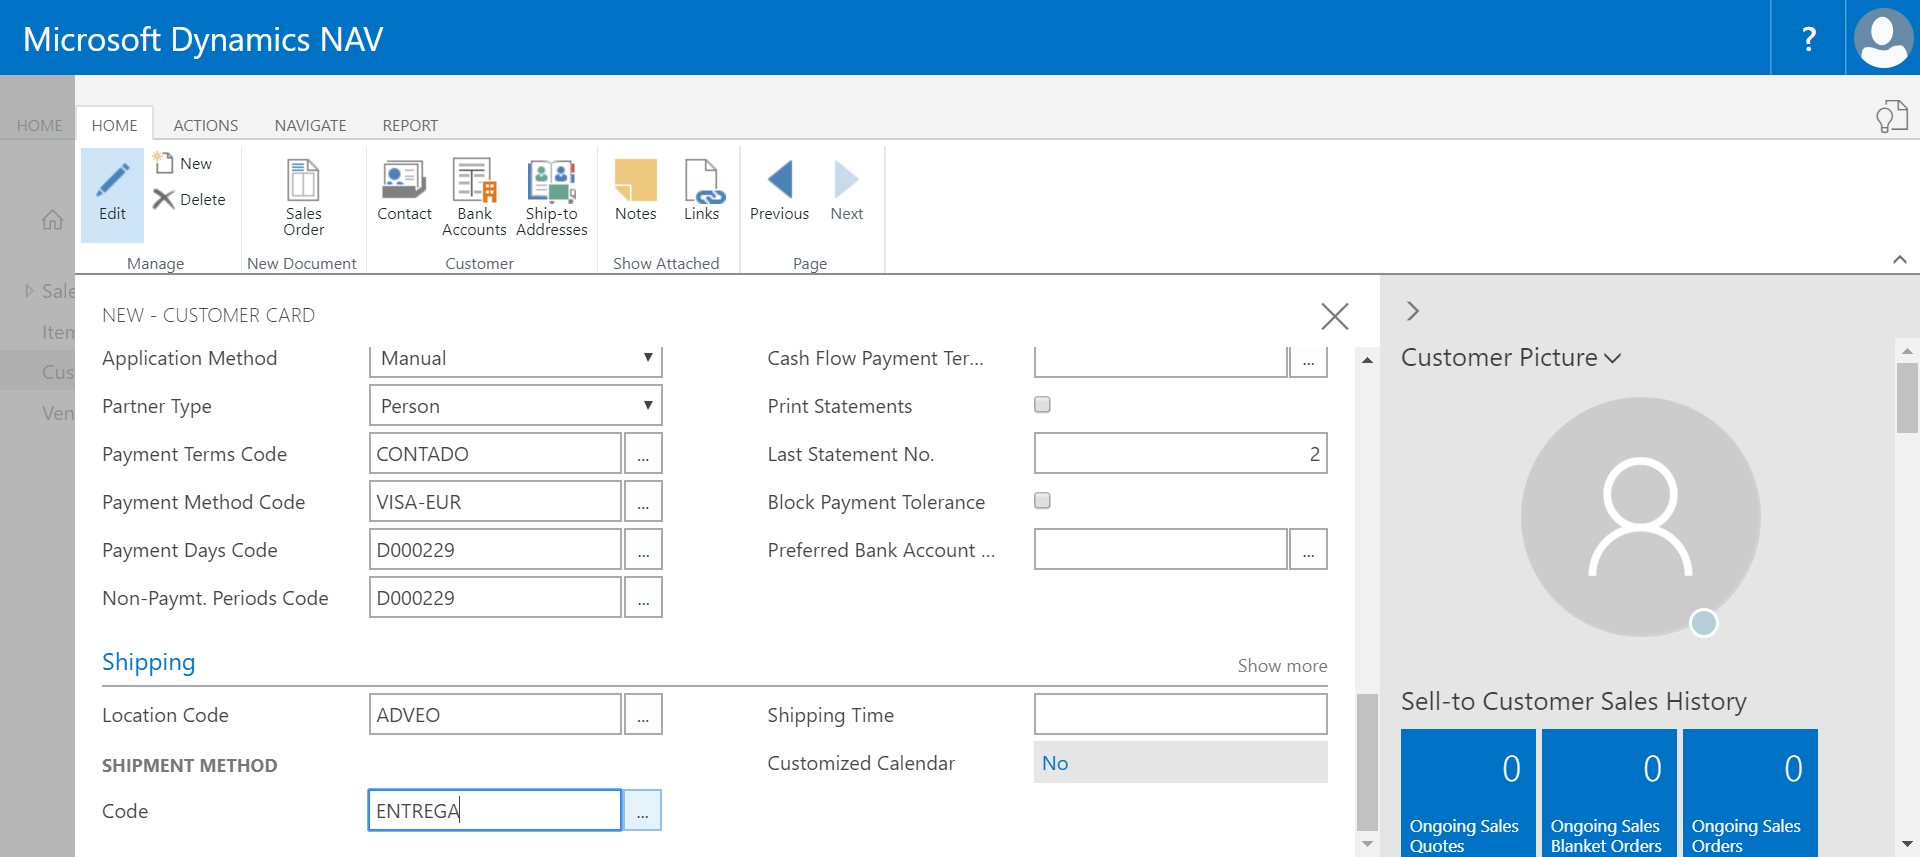 Microsoft Dynamics NAV
?
HOME
HOME
ACTIONS
NAVIGATE
REPORT
Edit
New
Delete
Manage
Sales
Order
New Document
Contact
Bank
Accounts
Ship-to
Addresses
Customer
Notes
Links
Show Attached
Previous
Next
Page
Sale
Item
Cus
Ven
NEW - CUSTOMER CARD
Application Method
Manual
Partner Type
Person
Payment Terms Code
CONTADO
...
Payment Method Code
VISA-EUR
...
Payment Days Code
D000229
...
Non-Paymt. Periods Code
D000229
...
Cash Flow Payment Ter...
...
Print Statements
Last Statement No.
2
Block Payment Tolerance
Preferred Bank Account ...
...
Shipping
Show more
Location Code
ADVEO
...
SHIPMENT METHOD
Code
ENTREGA
...
Shipping Time
Customized Calendar
No
Customer Picture
Sell-to Customer Sales History
0
Ongoing Sales
Quotes
0
Ongoing Sales
Blanket Orders
0
Ongoing Sales
Orders